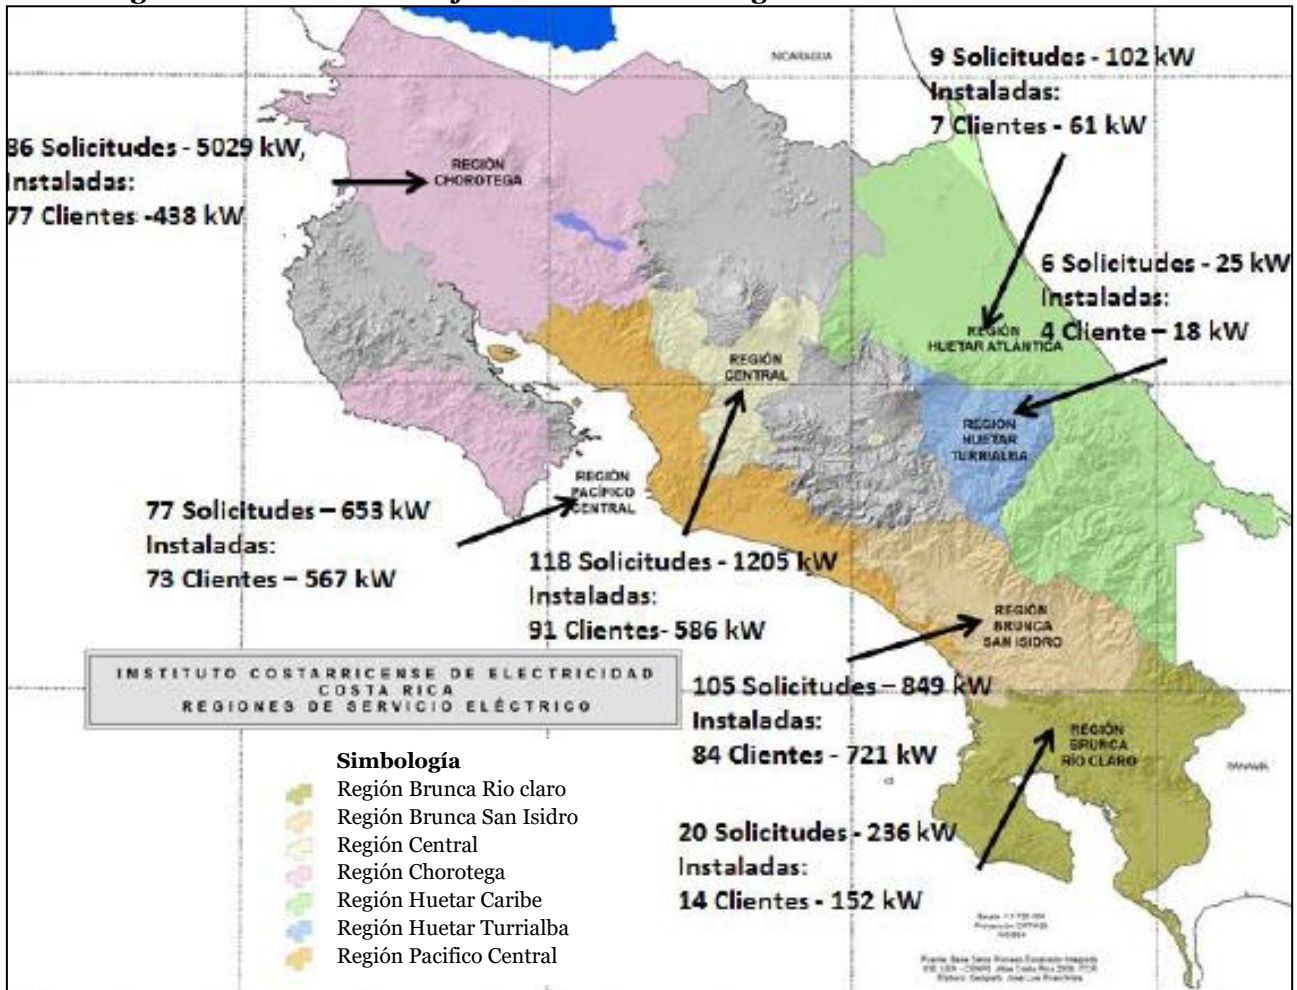 NICARAGUA
9 Solicitudes - 102 kW
Instaladas:
7 Clientes - 61 kW
86 Solicitudes - 5029 kW,
Instaladas:
77 Clientes -438 kW
REGIÓN
CHOROTEGA
6 Solicitudes - 25 kW
Instaladas:
4 Cliente – 18 kW
REGIÓN
HUETAR ATLÁNTICA
REGIÓN
CENTRAL
REGIÓN
HUETAR
TURRIALBA
REGIÓN
PACÍFICO
CENTRAL
77 Solicitudes – 653 kW
Instaladas:
73 Clientes – 567 kW
118 Solicitudes - 1205 kW
Instaladas:
91 Clientes- 586 kW
REGIÓN
BRUNCA
SAN ISIDRO
INSTITUTO COSTARRICENSE DE ELECTRICIDAD
COSTA RICA
REGIONES DE SERVICIO ELÉCTRICO
105 Solicitudes – 849 kW
Instaladas:
84 Clientes - 721 kW
REGIÓN
BRUNCA
RÍO CLARO
PANAMÁ
Simbología
Región Brunca Rio claro
Región Brunca San Isidro
Región Central
Región Chorotega
Región Huetar Caribe
Región Huetar Turrialba
Región Pacifico Central
20 Solicitudes - 236 kW
Instaladas:
14 Clientes - 152 kW